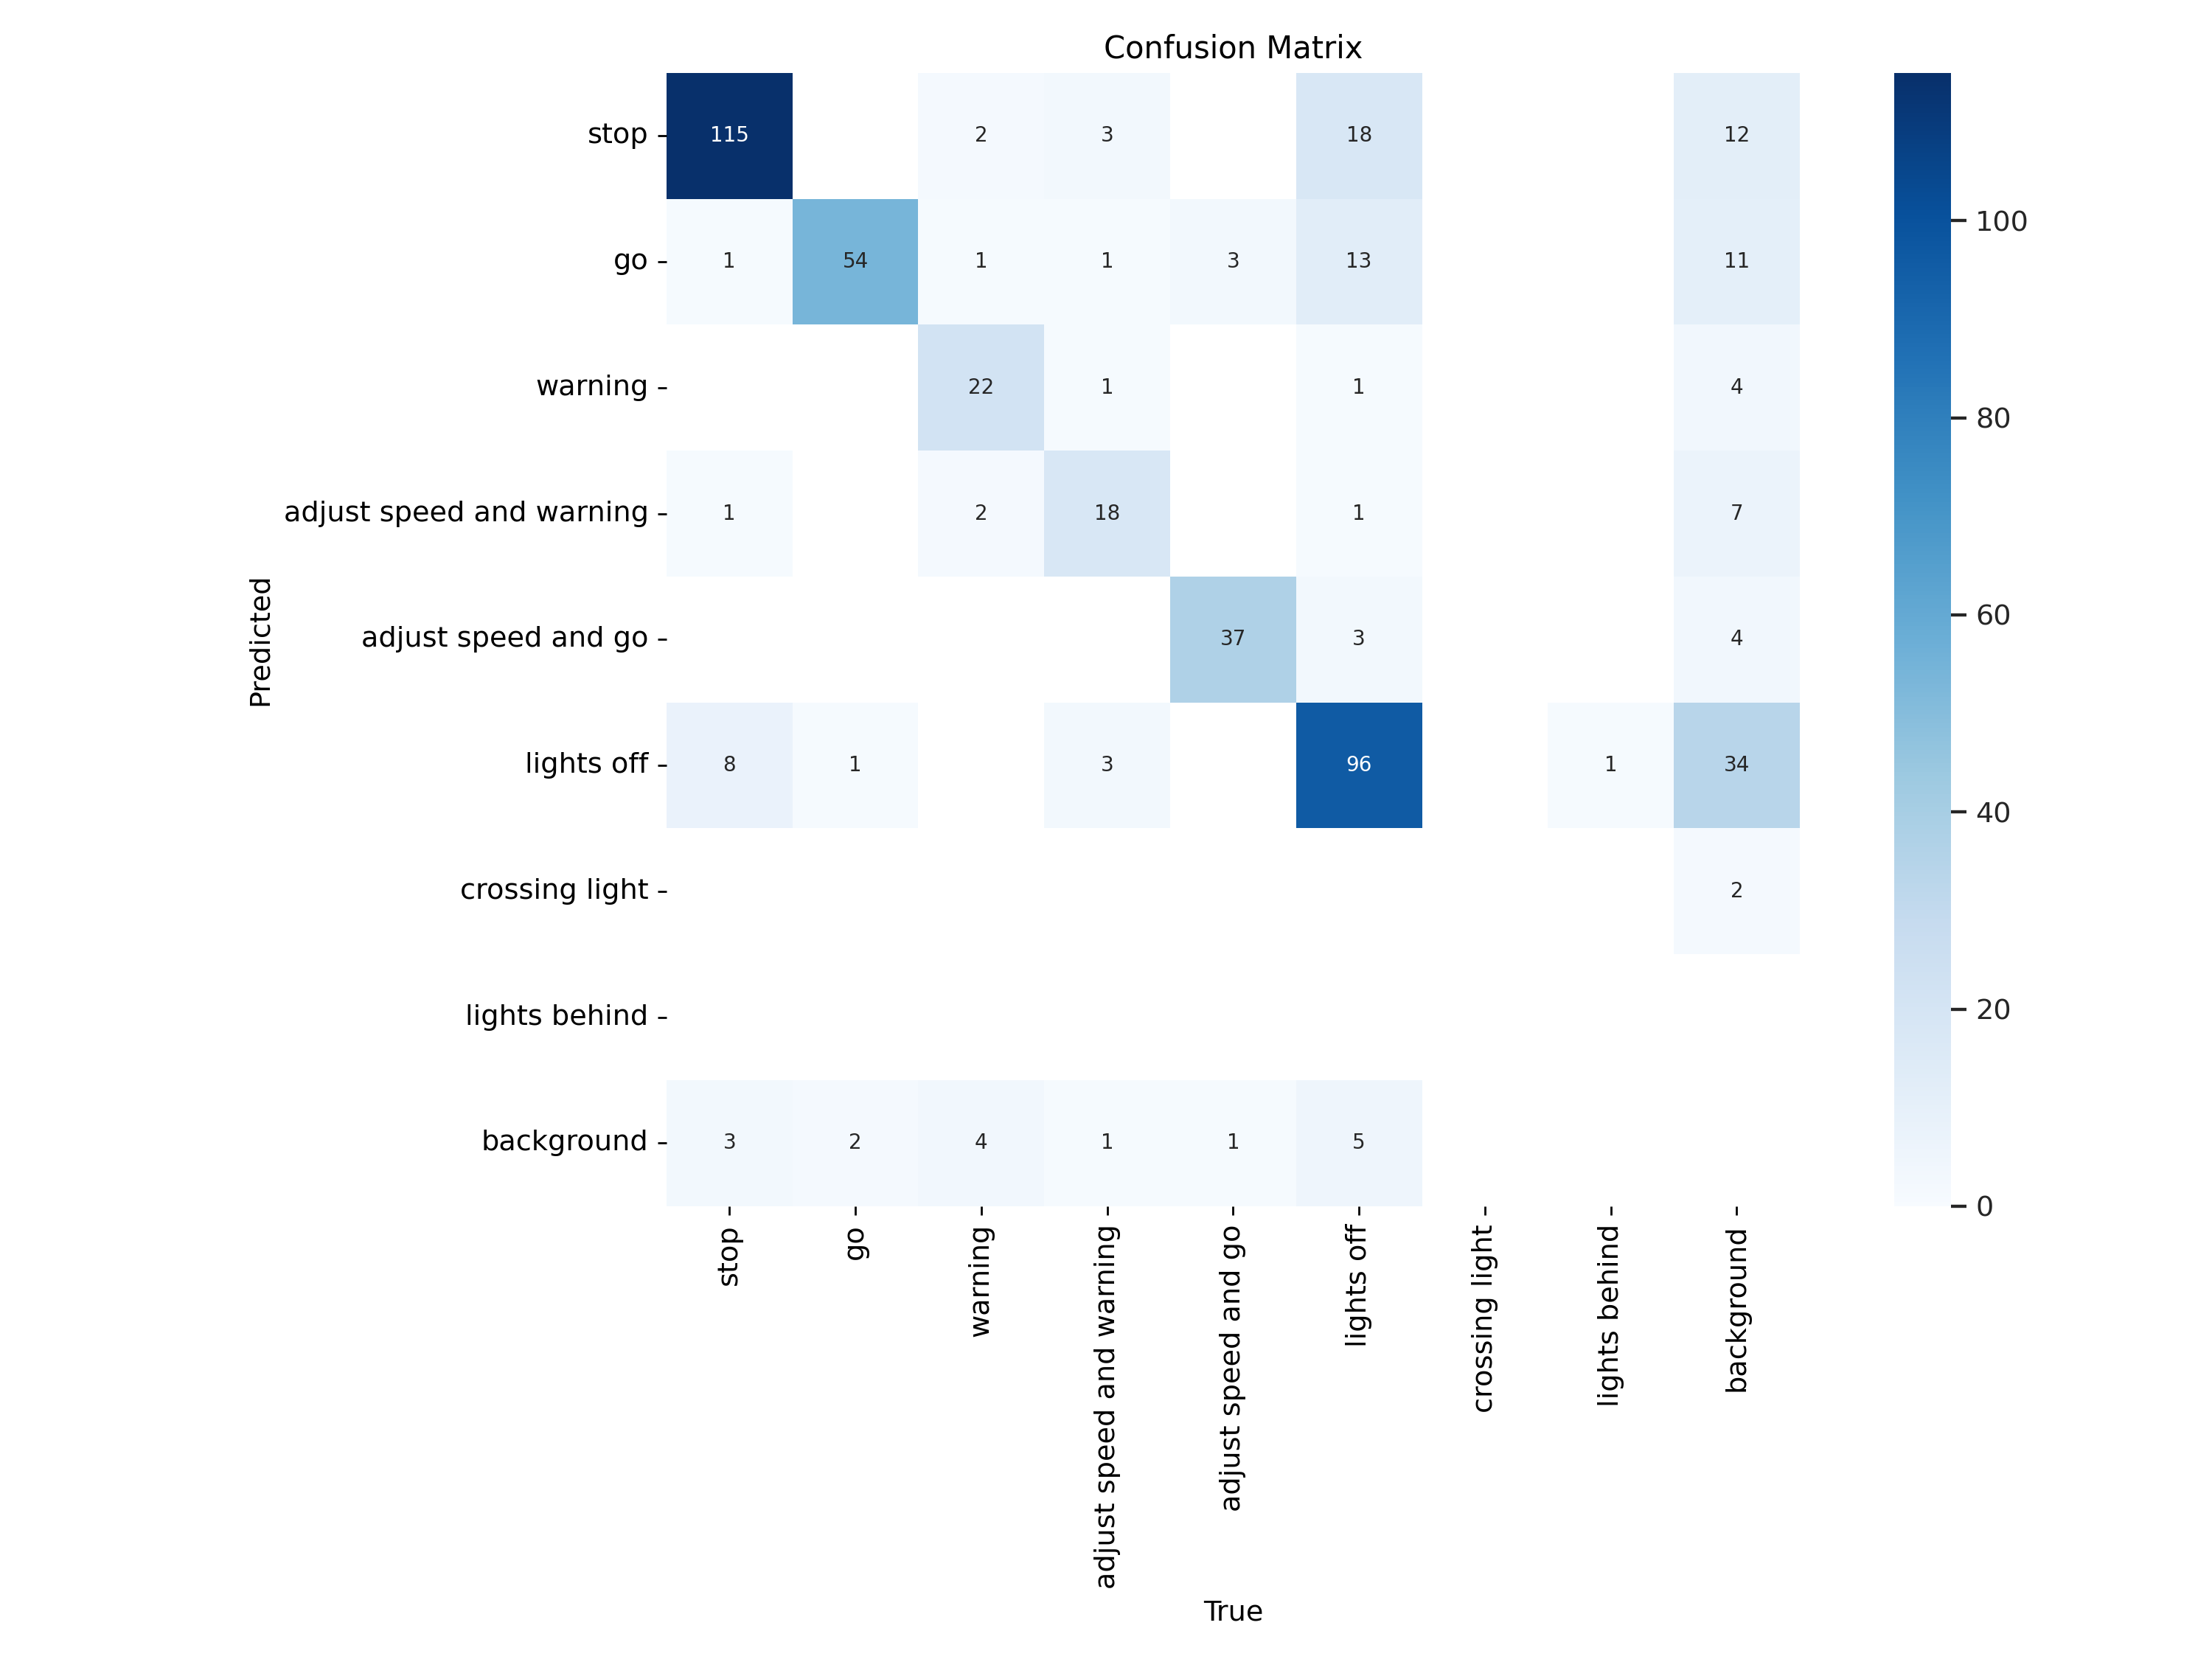 Confusion Matrix
stop 115 2 3 18 12
go 1 54 1 1 3 13 11
warning 22 1 1 4
adjust speed and warning 1 2 18 1 7
adjust speed and go 37 3 4
lights off 8 1 3 96 1 34
crossing light 2
lights behind
background 3 2 4 1 1 5
Predicted
stop
go
warning
adjust speed and warning
adjust speed and go
lights off
crossing light
lights behind
background
True
100
80
60
40
20
0